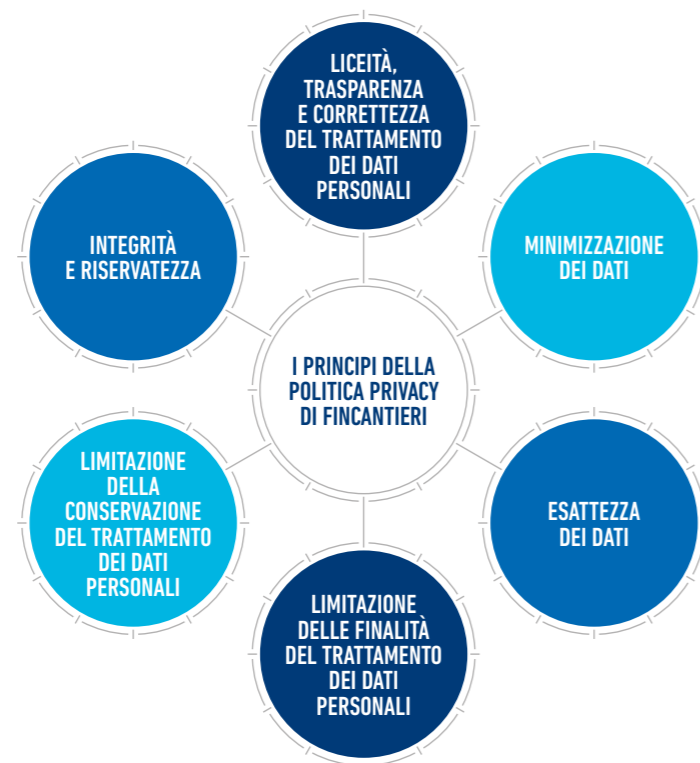 LICEITÀ,
TRASPARENZA
E CORRETTEZZA
DEL TRATTAMENTO
DEI DATI
PERSONALI
INTEGRITÀ
E RISERVATEZZA
MINIMIZZAZIONE
DEI DATI
I PRINCIPI DELLA
POLITICA PRIVACY
DI FINCANTIERI
LIMITAZIONE
DELLA
CONSERVAZIONE
DEL TRATTAMENTO
DEI DATI
PERSONALI
ESATTEZZA
DEI DATI
LIMITAZIONE
DELLE FINALITÀ
DEL TRATTAMENTO
DEI DATI
PERSONALI